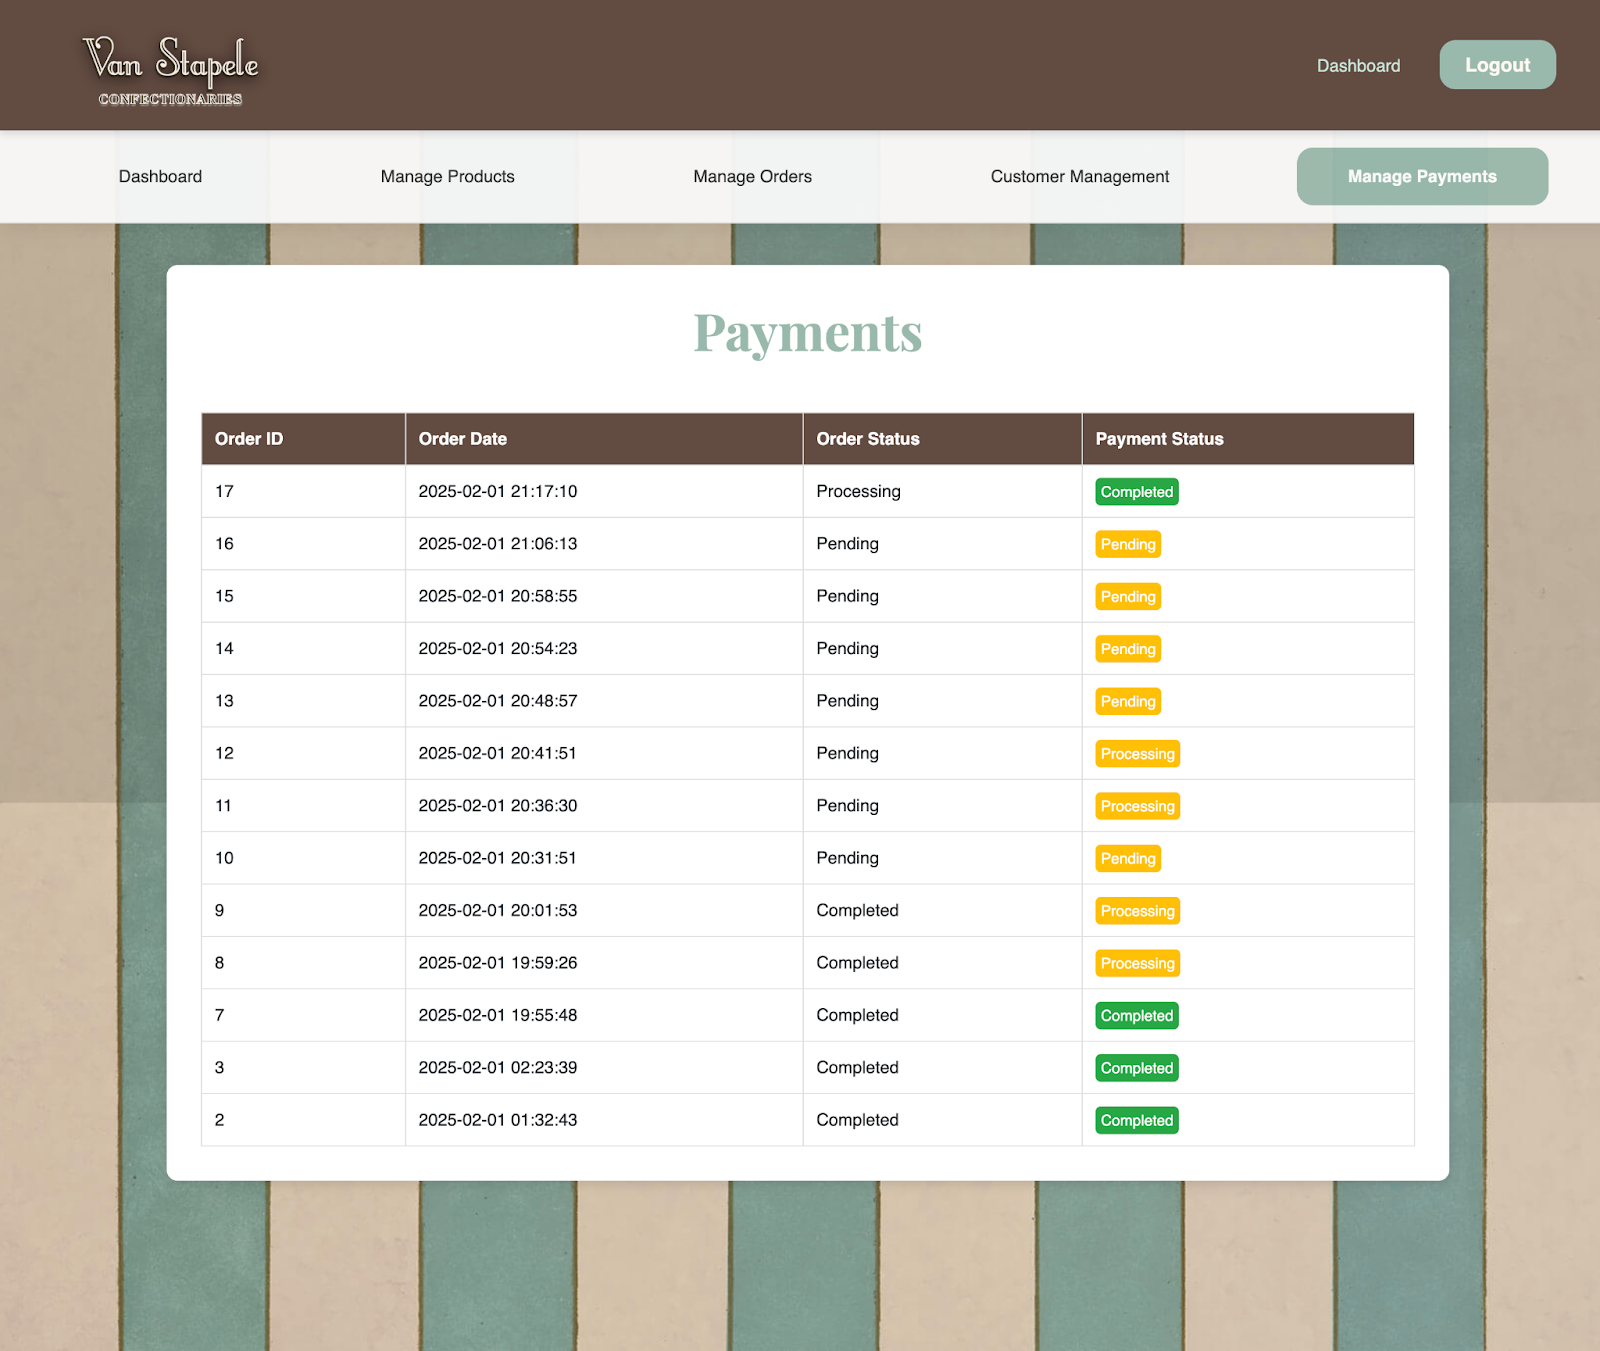 Van Stapele
CONFECTIONARIES
Dashboard
Logout
Dashboard
Manage Products
Manage Orders
Customer Management
Manage Payments
Payments
Order ID Order Date Order Status Payment Status
17 2025-02-01 21:17:10 Processing Completed
16 2025-02-01 21:06:13 Pending Pending
15 2025-02-01 20:58:55 Pending Pending
14 2025-02-01 20:54:23 Pending Pending
13 2025-02-01 20:48:57 Pending Pending
12 2025-02-01 20:41:51 Pending Processing
11 2025-02-01 20:36:30 Pending Processing
10 2025-02-01 20:31:51 Pending Pending
9 2025-02-01 20:01:53 Completed Processing
8 2025-02-01 19:59:26 Completed Processing
7 2025-02-01 19:55:48 Completed Completed
3 2025-02-01 02:23:39 Completed Completed
2 2025-02-01 01:32:43 Completed Completed